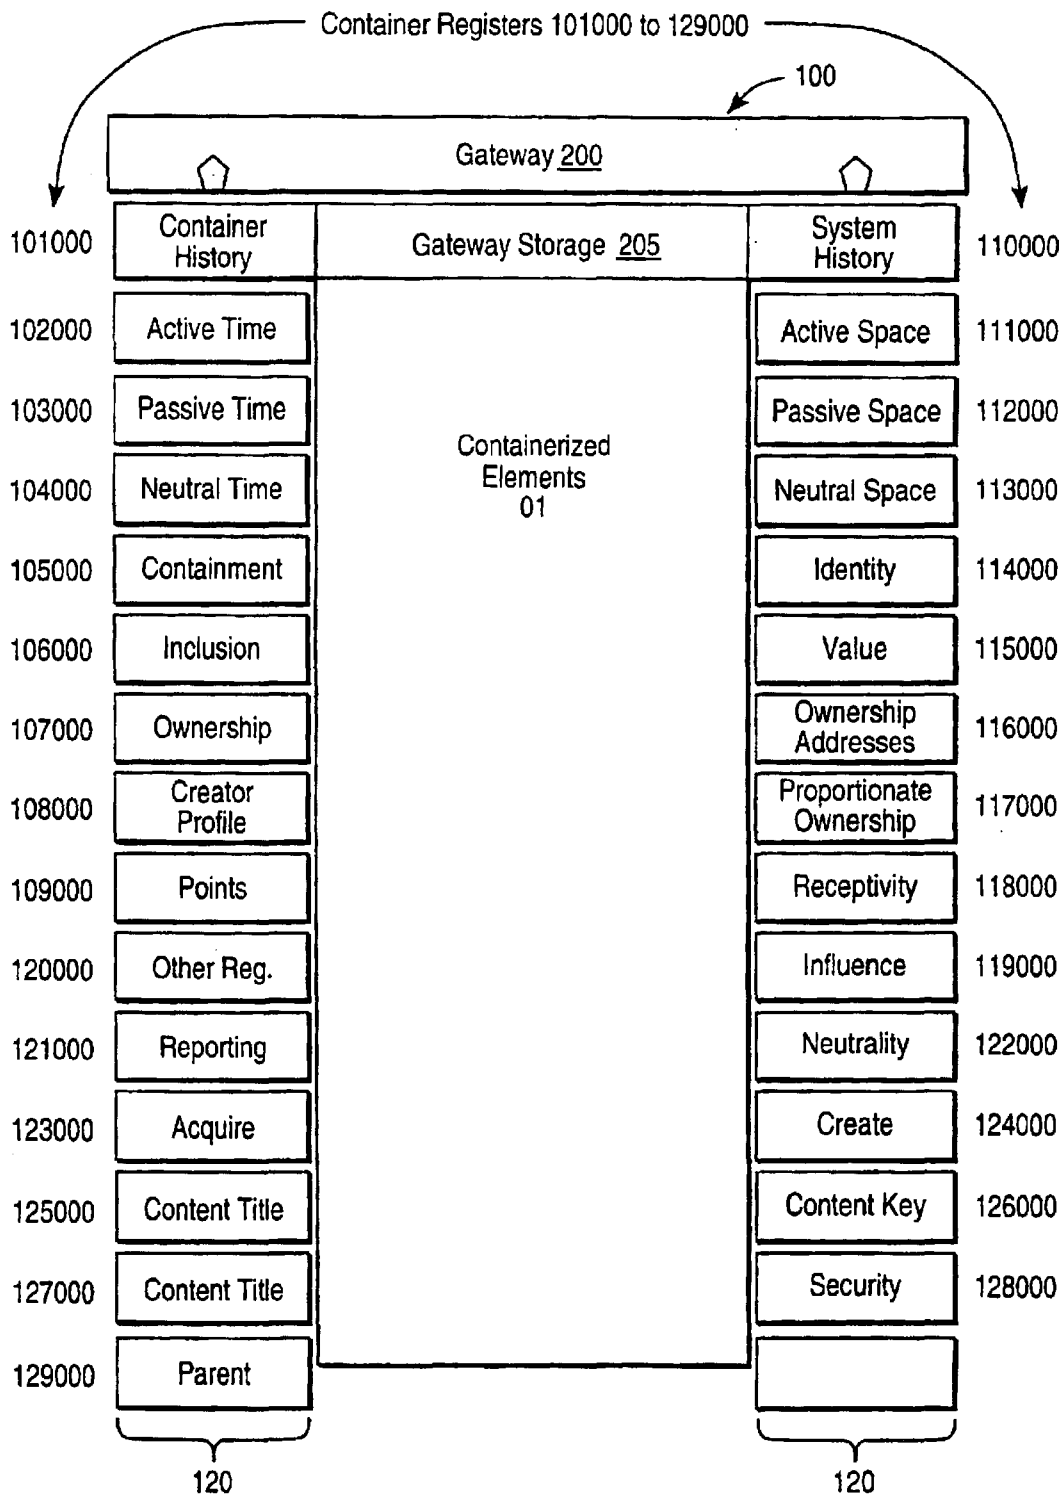 Container Registers 101000 to 129000
100
Gateway 200
101000
Container
History
Gateway Storage 205
System
History
110000
102000
Active Time
Active Space
111000
103000
Passive Time
Passive Space
112000
Containerized
Elements
01
104000
Neutral Time
Neutral Space
113000
105000
Containment
Identity
114000
106000
Inclusion
Value
115000
107000
Ownership
Ownership
Addresses
116000
108000
Creator
Profile
Proportionate
Ownership
117000
109000
Points
Receptivity
118000
120000
Other Reg.
Influence
119000
121000
Reporting
Neutrality
122000
123000
Acquire
Create
124000
125000
Content Title
Content Key
126000
127000
Content Title
Security
128000
129000
Parent
120
120